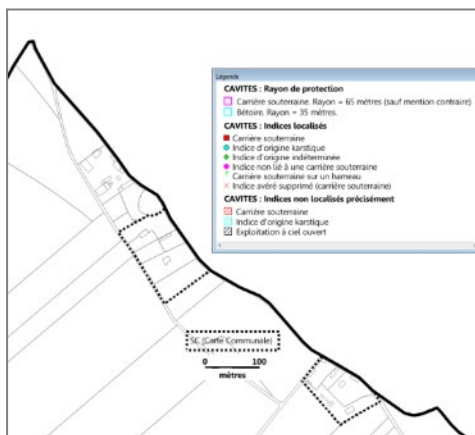 Légende
CAVITES : Rayon de protection
Carrière souterraine. Rayon = 65 mètres (sauf mention contraire)
Bétoire. Rayon = 35 mètres.
CAVITES : Indices localisés
Carrière souterraine
Indice d'origine karstique
Indice d'origine indéterminée
Indice non lié à une carrière souterraine
? Carrière souterraine sur un hameau
Indice avéré supprimé (carrière souterraine)
CAVITES : Indices non localisés précisément
Carrière souterraine
Indice d'origine karstique
Exploitation à ciel ouvert
SC (Carte Communale)
0 100
mètres